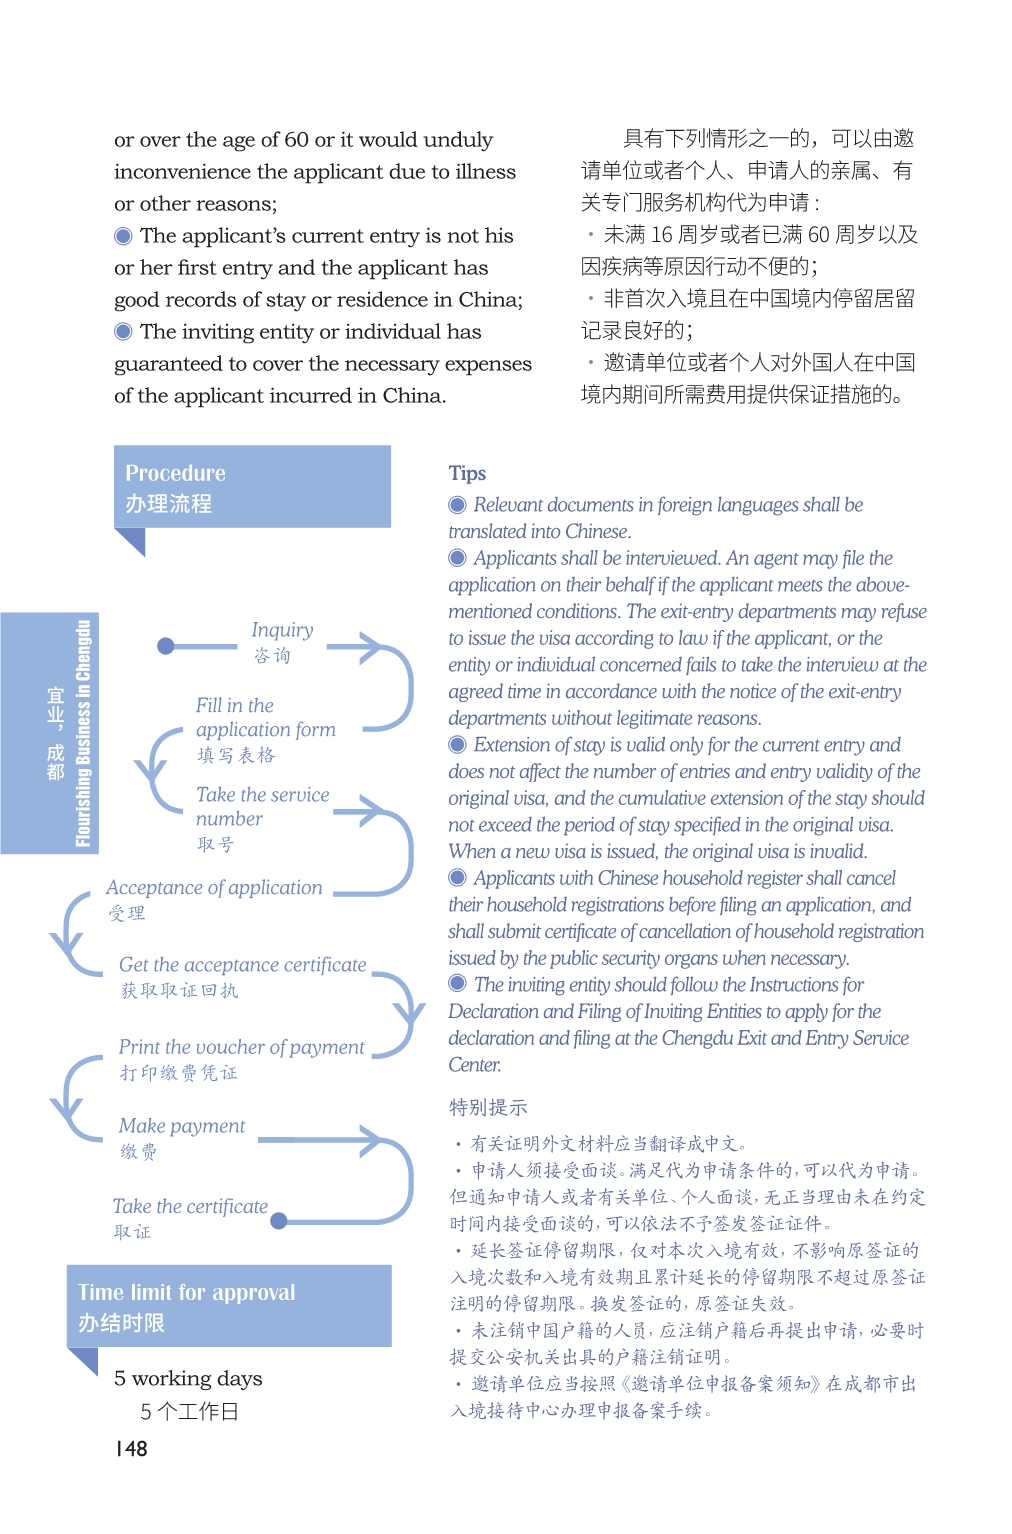 or over the age of 60 or it would unduly
inconvenience the applicant due to illness
or other reasons;
◉ The applicant's current entry is not his
or her first entry and the applicant has
good records of stay or residence in China;
◉ The inviting entity or individual has
guaranteed to cover the necessary expenses
of the applicant incurred in China.
具有下列情形之一的，可以由邀
请单位或者个人、申请人的亲属、有
关专门服务机构代为申请 :
· 未满 16 周岁或者已满 60 周岁以及
因疾病等原因行动不便的；
· 非首次入境且在中国境内停留居留
记录良好的；
· 邀请单位或者个人对外国人在中国
境内期间所需费用提供保证措施的。
Procedure
办理流程
Inquiry
咨询
Fill in the
application form
填写表格
Take the service
number
取号
Acceptance of application
受理
Get the acceptance certificate
获取取证回执
Print the voucher of payment
打印缴费凭证
Make payment
缴费
Take the certificate
取证
Time limit for approval
办结时限
5 working days
5 个工作日
Tips
◉ Relevant documents in foreign languages shall be
translated into Chinese.
◉ Applicants shall be interviewed. An agent may file the
application on their behalf if the applicant meets the above-
mentioned conditions. The exit-entry departments may refuse
to issue the visa according to law if the applicant, or the
entity or individual concerned fails to take the interview at the
agreed time in accordance with the notice of the exit-entry
departments without legitimate reasons.
◉ Extension of stay is valid only for the current entry and
does not affect the number of entries and entry validity of the
original visa, and the cumulative extension of the stay should
not exceed the period of stay specified in the original visa.
When a new visa is issued, the original visa is invalid.
◉ Applicants with Chinese household register shall cancel
their household registrations before filing an application, and
shall submit certificate of cancellation of household registration
issued by the public security organs when necessary.
◉ The inviting entity should follow the Instructions for
Declaration and Filing of Inviting Entities to apply for the
declaration and filing at the Chengdu Exit and Entry Service
Center.
特别提示
· 有关证明外文材料应当翻译成中文。
· 申请人须接受面谈。满足代为申请条件的，可以代为申请。
但通知申请人或者有关单位、个人面谈，无正当理由未在约定
时间内接受面谈的，可以依法不予签发签证证件。
· 延长签证停留期限，仅对本次入境有效，不影响原签证的
入境次数和入境有效期且累计延长的停留期限不超过原签证
注明的停留期限。换发签证的，原签证失效。
· 未注销中国户籍的人员，应注销户籍后再提出申请，必要时
提交公安机关出具的户籍注销证明。
· 邀请单位应当按照《邀请单位申报备案须知》在成都市出
入境接待中心办理申报备案手续。
宜业，成都
Flourishing Business in Chengdu
148